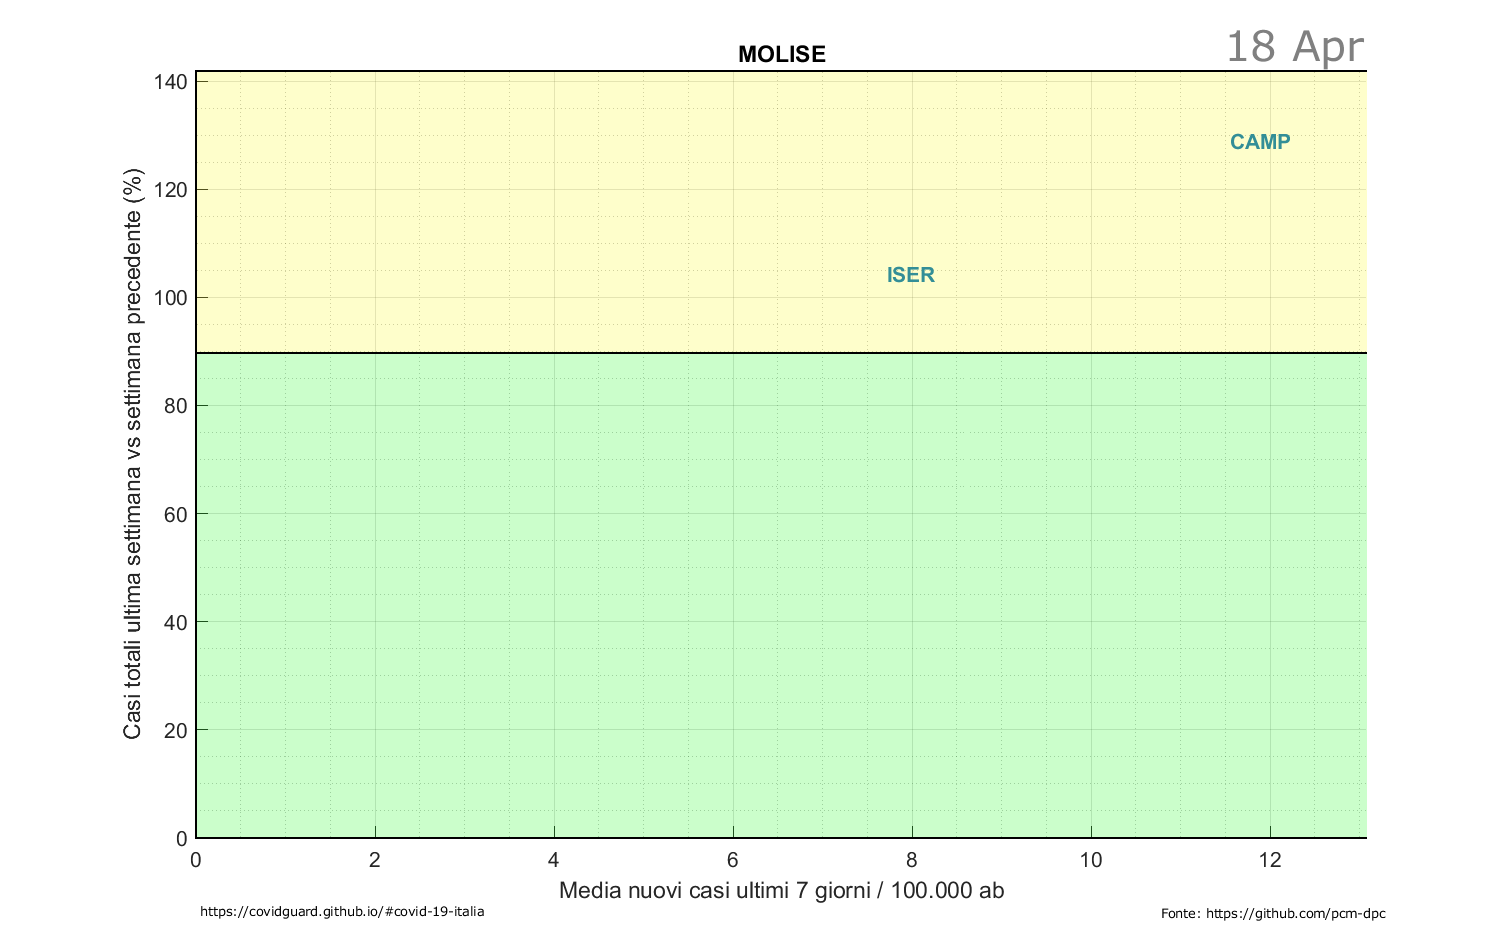 18 Apr
MOLISE
140
CAMP
120
ISER
100
80
60
40
20
0
Casi totali ultima settimana vs settimana precedente (%)
0 2 4 6 8 10 12
Media nuovi casi ultimi 7 giorni / 100.000 ab
https://covidguard.github.io/#covid-19-italia
Fonte: https://github.com/pcm-dpc